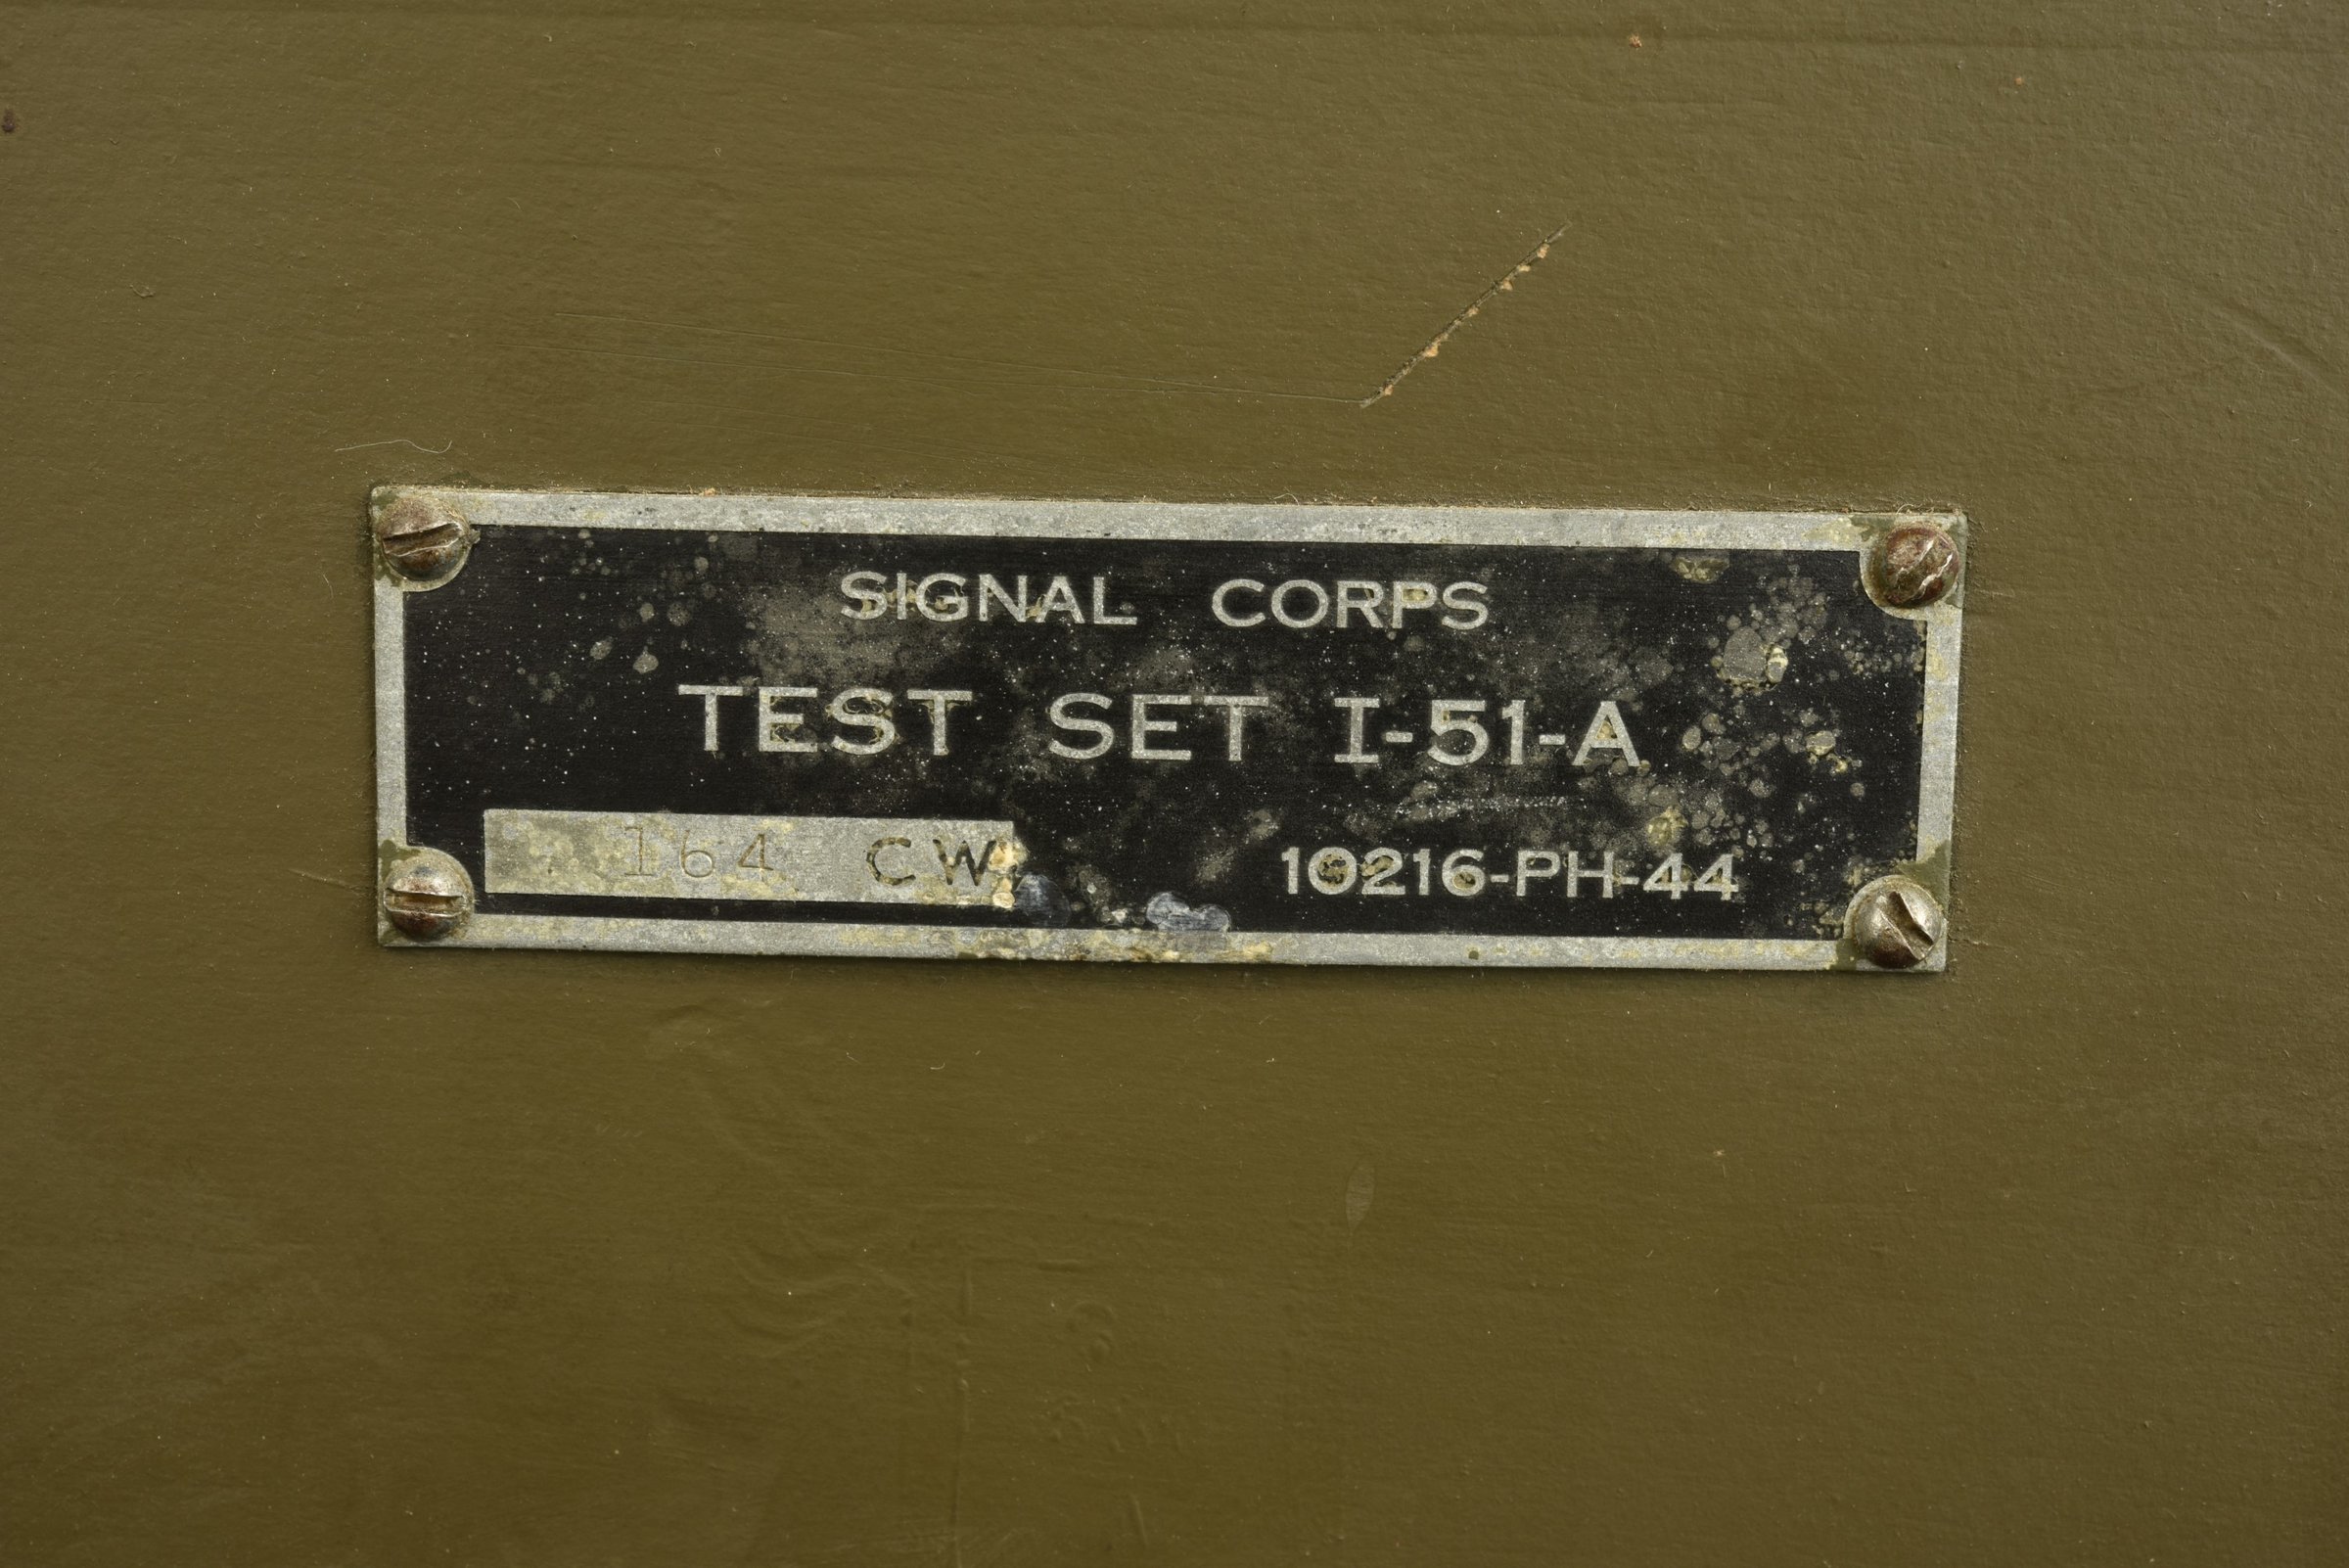 SIGNAL CORPS
TEST SET I-51-A
164 CW
10216-PH-44